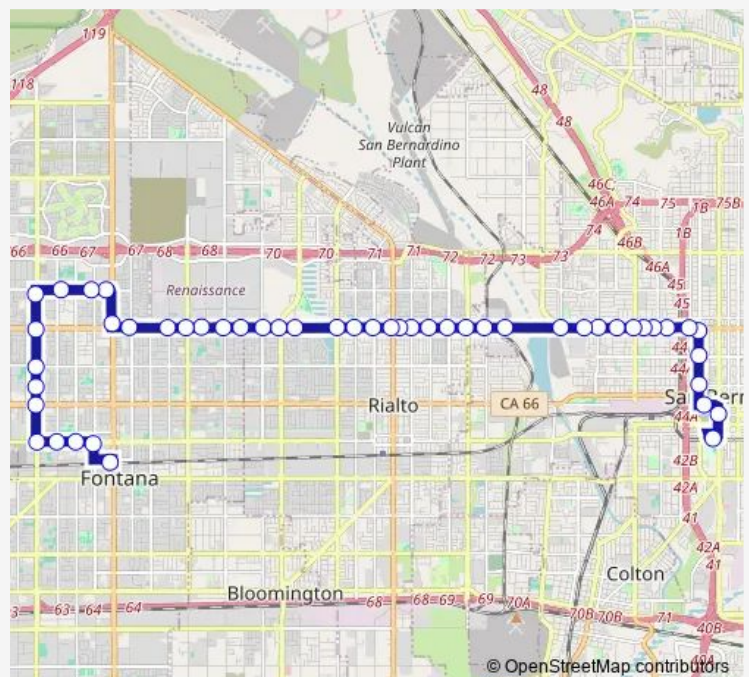 119
118
48
48
Vulcan
San Bernardino
Plant
46C;
46A
74
75
1B
75B
74
46B
1B
66
66
67
67
68
68
70
70
71
71
72
72
73
73
46A
45
45
Renaissance
44
44
Rialto
CA 66
San Bern
44A
42B
Fontana
42A
41
42A
41
Colton
Bloomington
3
63
64
64
68
68
69
69
70A
70B
70B
71
40B
40A
© OpenStreetMap contributors